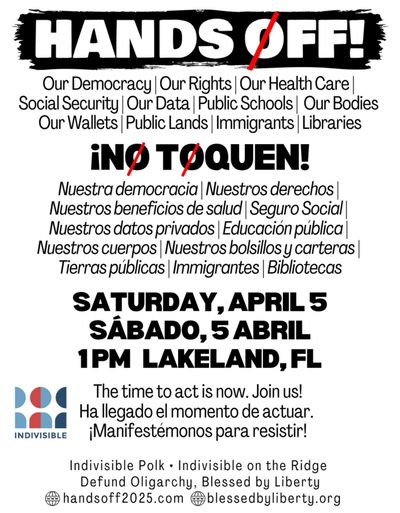 HANDS OFF!
Our Democracy | Our Rights | Our Health Care |
Social Security | Our Data | Public Schools | Our Bodies
Our Wallets | Public Lands | Immigrants | Libraries
¡NO TOQUEN!
Nuestra democracia | Nuestros derechos |
Nuestros beneficios de salud | Seguro Social |
Nuestros datos privados | Educación pública |
Nuestros cuerpos | Nuestros bolsillos y carteras |
Tierras públicas | Immigrantes | Bibliotecas
SATURDAY, APRIL 5
SÁBADO, 5 ABRIL
1 PM LAKELAND, FL
The time to act is now. Join us!
Ha llegado el momento de actuar.
¡Manifestémonos para resistir!
INDIVISIBLE
Indivisible Polk • Indivisible on the Ridge
Defund Oligarchy, Blessed by Liberty
handsoff2025.com @blessedbyliberty.org